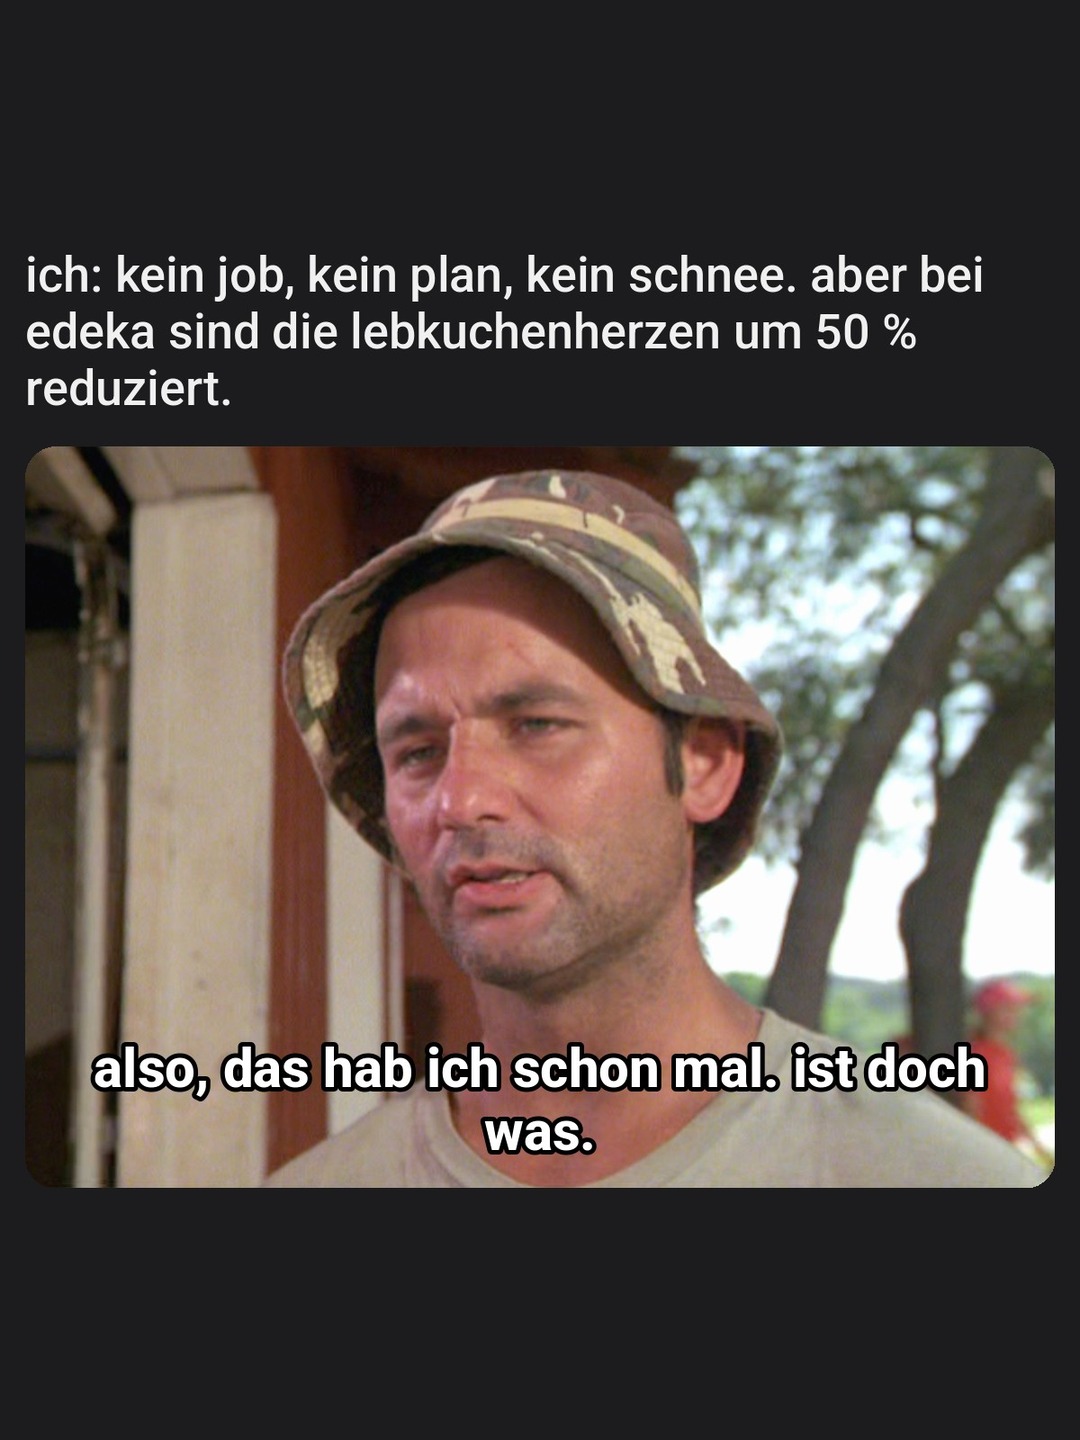 ich: kein job, kein plan, kein schnee. aber bei
edeka sind die lebkuchenherzen um 50 %
reduziert.
also, das hab ich schon mal. ist doch
was.